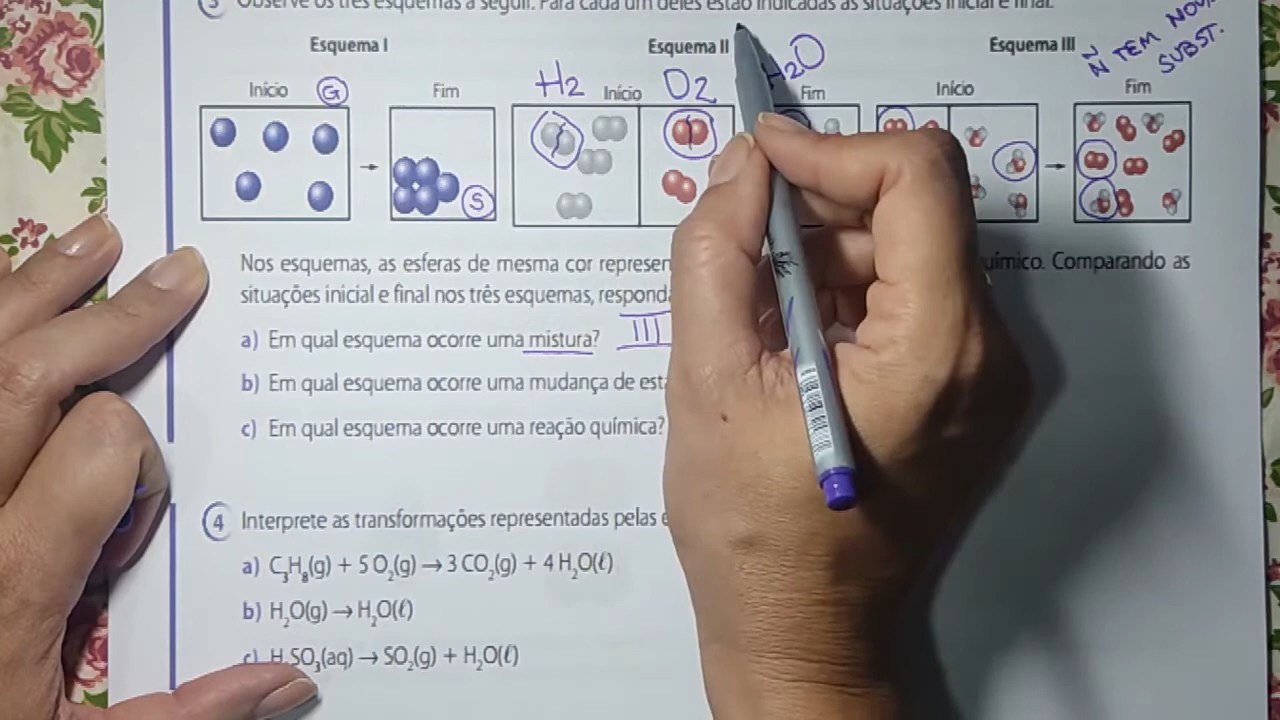 3 Observe os três esquemas a seguir. Para cada um deles estão indicadas as situações inicial e final.
Esquema I
Esquema II
Esquema III
Ñ TEM NOVA
SUBST.
Início G
Fim
H2 Início O2
H2O
Fim
Início
Fim
S
Nos esquemas, as esferas de mesma cor represen
uímico. Comparando as
situações inicial e final nos três esquemas, responda
a) Em qual esquema ocorre uma mistura? III
b) Em qual esquema ocorre uma mudança de esta
c) Em qual esquema ocorre uma reação química?
4 Interprete as transformações representadas pelas e
a) C₃H₈(g) + 5 O₂(g) → 3 CO₂(g) + 4 H₂O(ℓ)
b) H₂O(g) → H₂O(ℓ)
c) H₂SO₃(aq) → SO₂(g) + H₂O(ℓ)